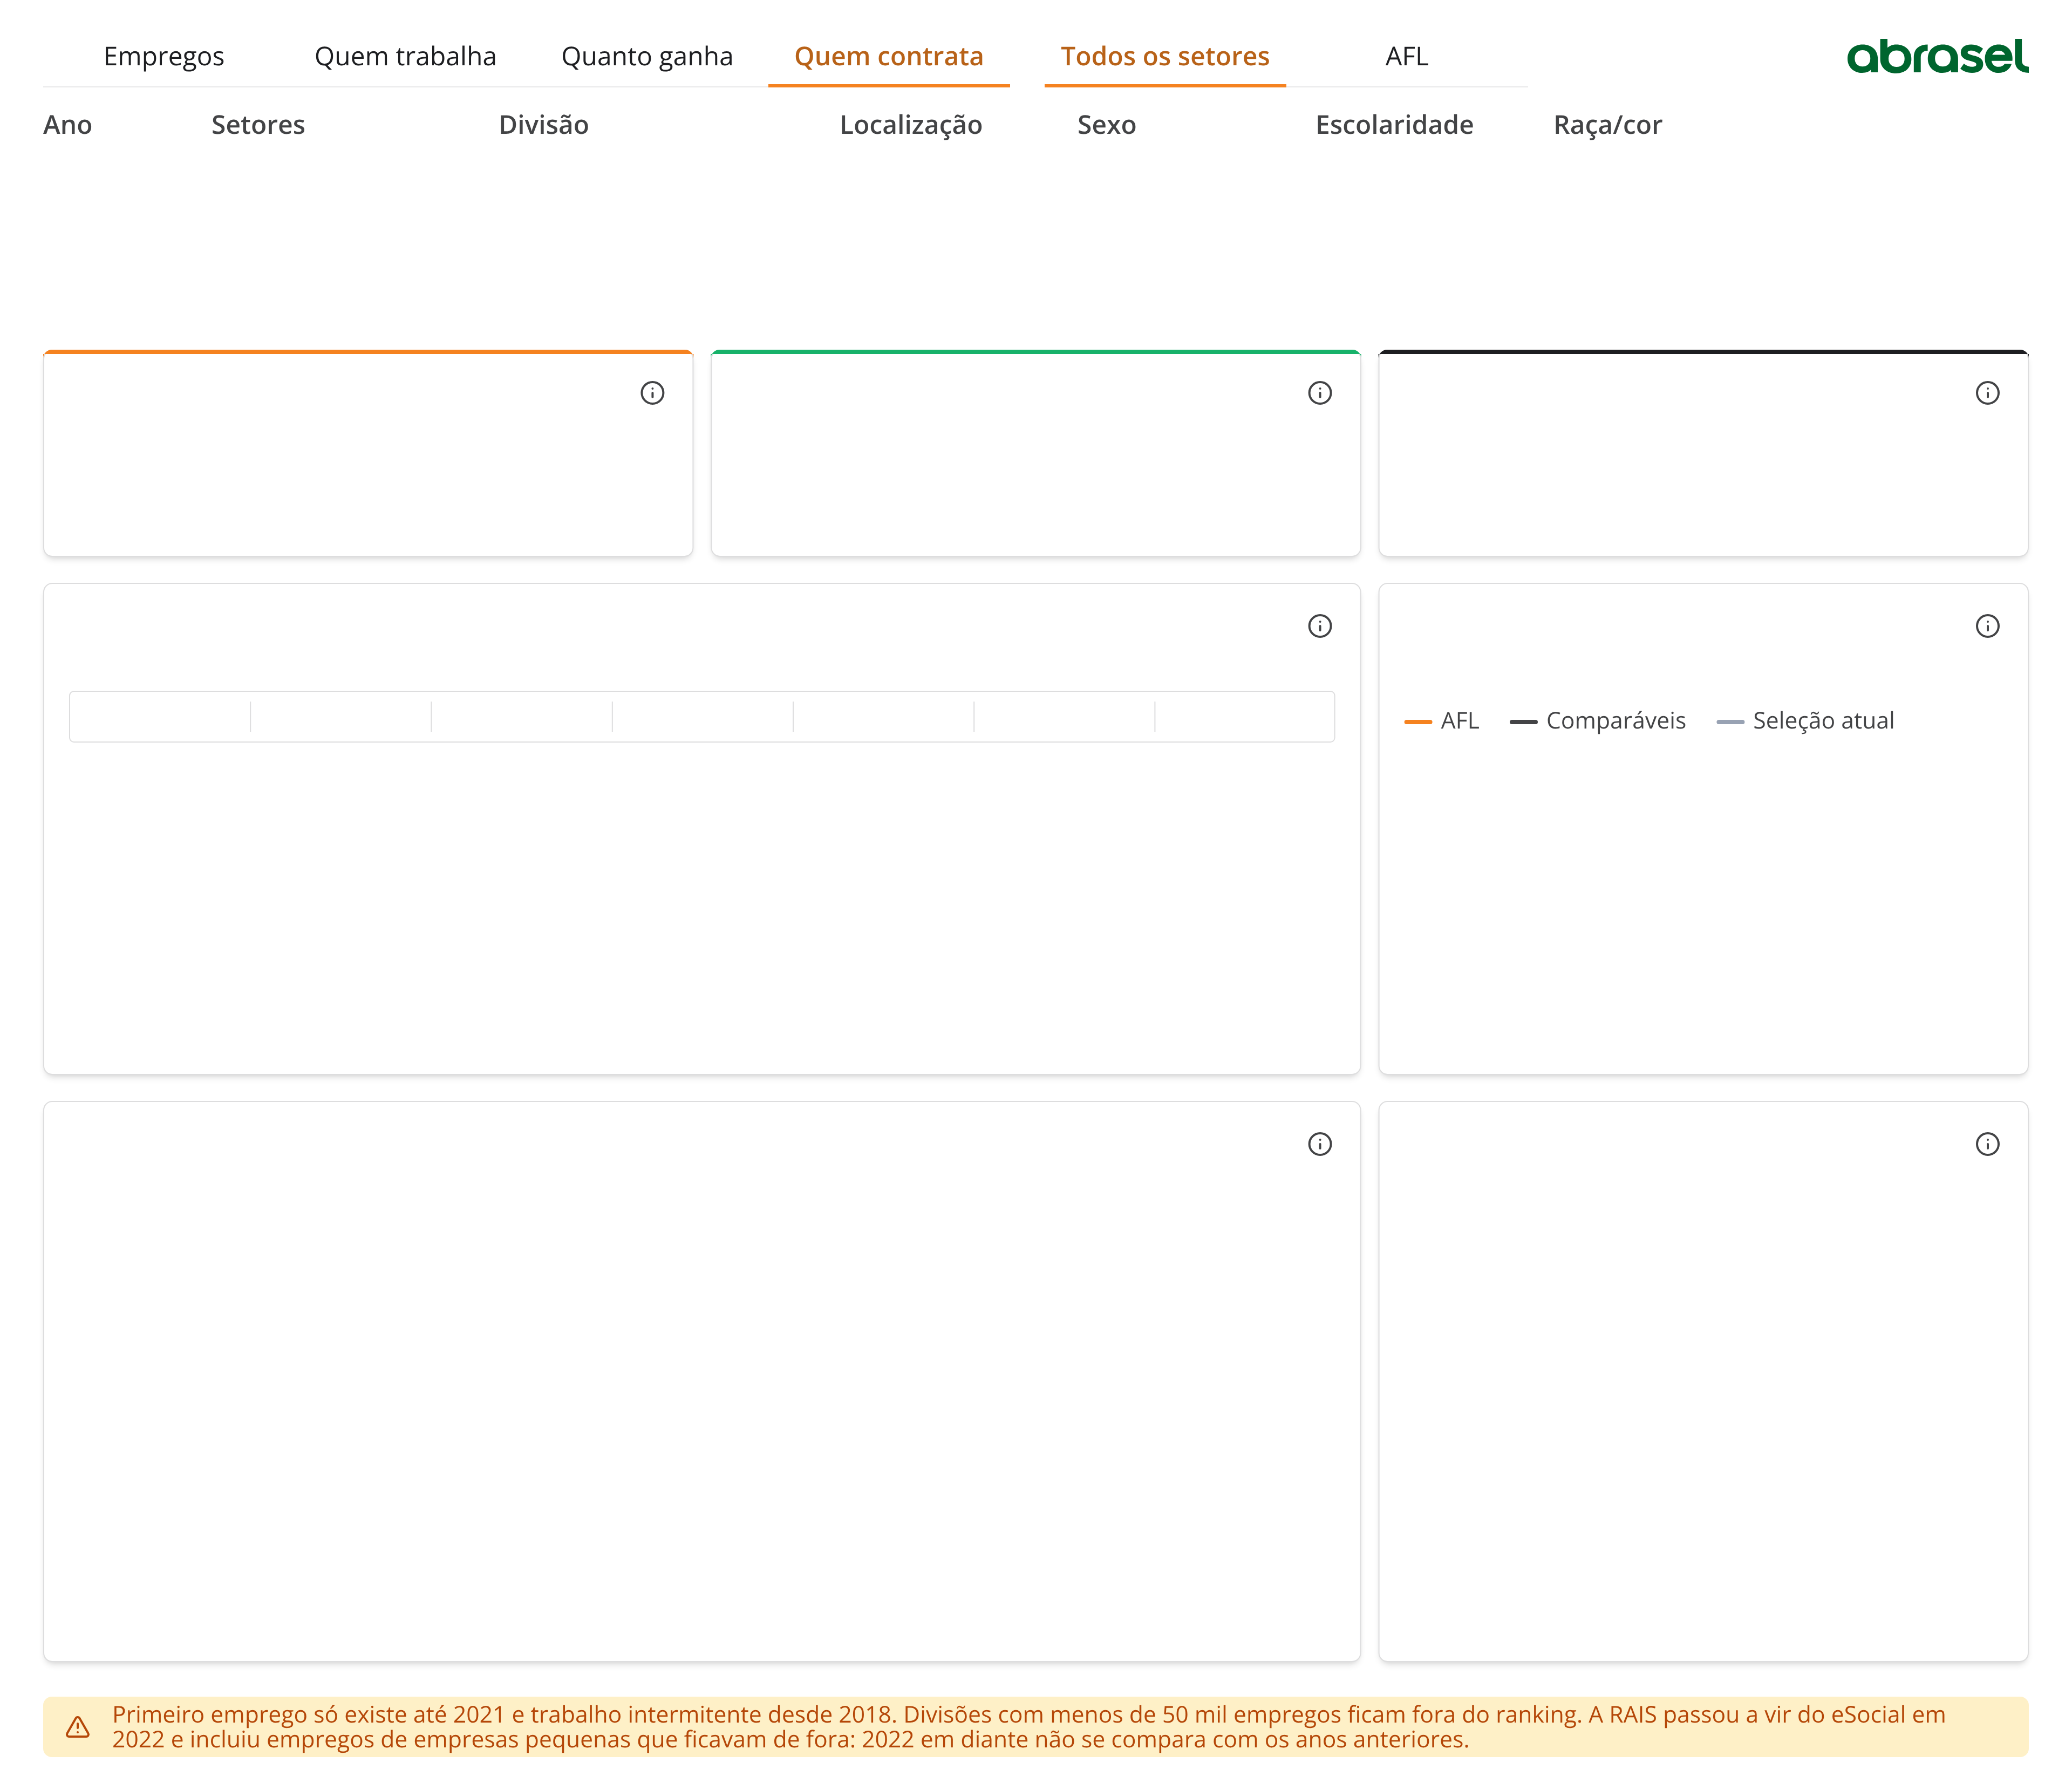 Empregos Quem trabalha Quanto ganha Quem contrata Todos os setores AFL abrasel
Ano Setores Divisão Localização Sexo Escolaridade Raça/cor
AFL Comparáveis Seleção atual
Primeiro emprego só existe até 2021 e trabalho intermitente desde 2018. Divisões com menos de 50 mil empregos ficam fora do ranking. A RAIS passou a vir do eSocial em
2022 e incluiu empregos de empresas pequenas que ficavam de fora: 2022 em diante não se compara com os anos anteriores.